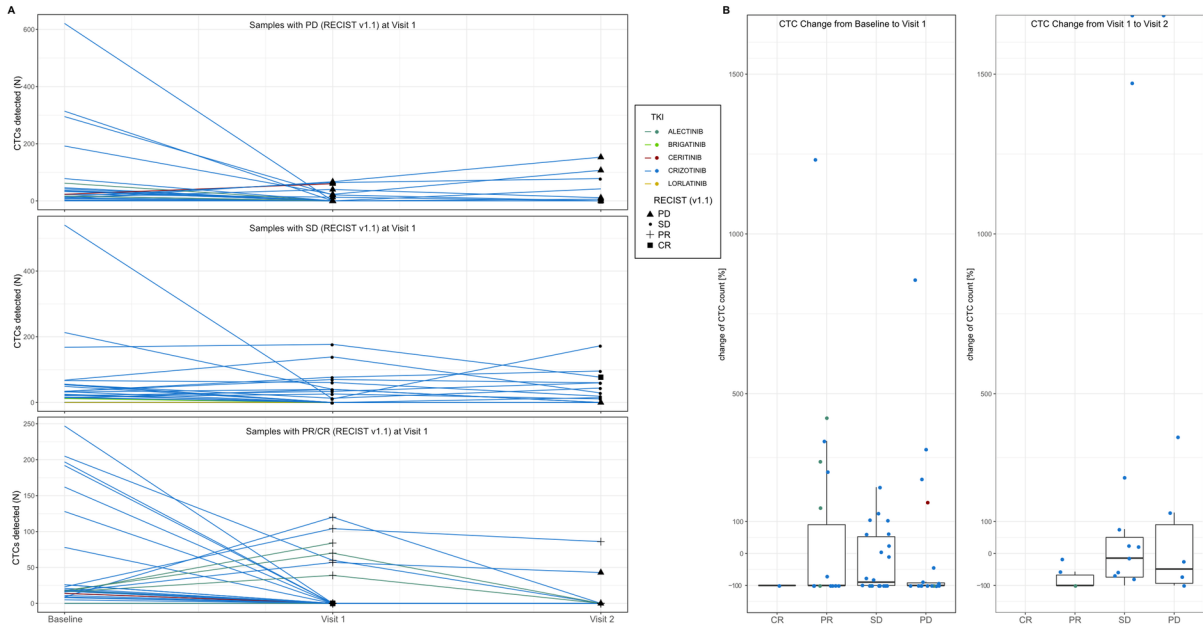 A
Samples with PD (RECIST v1.1) at Visit 1
CTCs detected (N)
600
400
200
0
Samples with SD (RECIST v1.1) at Visit 1
CTCs detected (N)
400
200
0
Samples with PR/CR (RECIST v1.1) at Visit 1
CTCs detected (N)
250
200
150
100
50
0
Baseline
Visit 1
Visit 2
TKI
ALECTINIB
BRIGATINIB
CERITINIB
CRIZOTINIB
LORLATINIB
RECIST (v1.1)
PD
SD
PR
CR
B
CTC Change from Baseline to Visit 1
change of CTC count [%]
1500
1000
500
100
0
−100
CR
PR
SD
PD
CTC Change from Visit 1 to Visit 2
change of CTC count [%]
1500
1000
500
100
0
−100
CR
PR
SD
PD